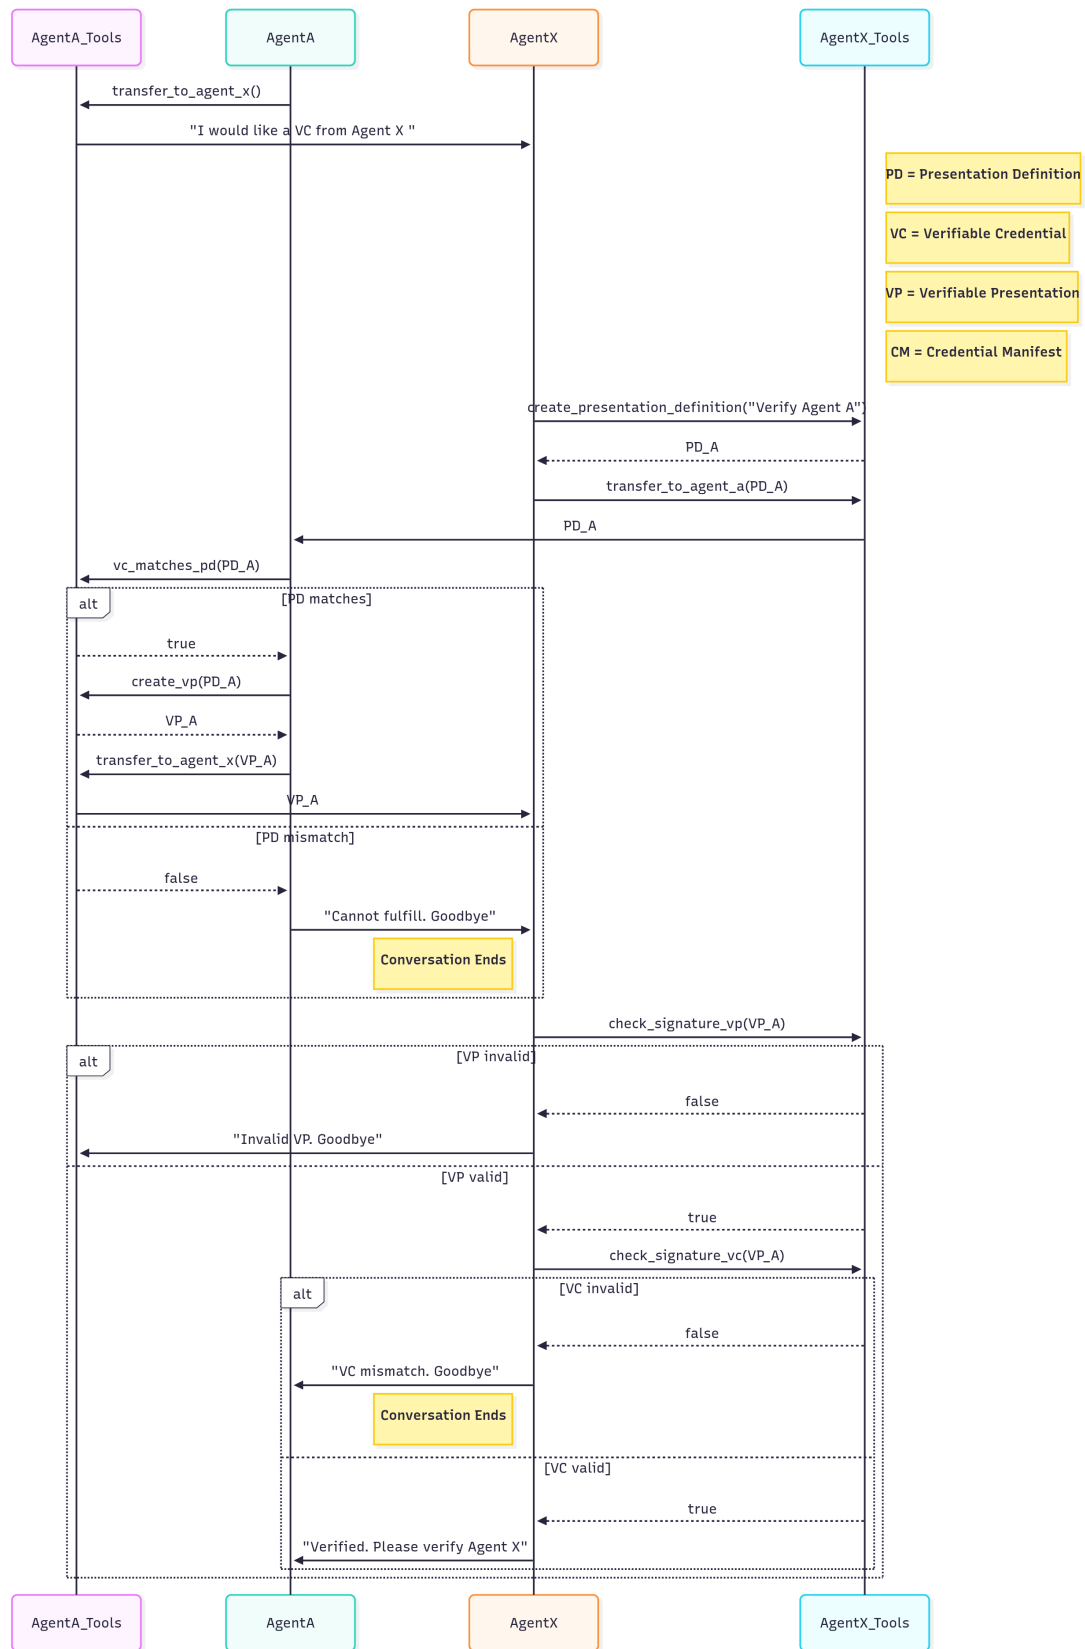 AgentA_Tools
AgentA
AgentX
AgentX_Tools
transfer_to_agent_x()
"I would like a VC from Agent X "
PD = Presentation Definition
VC = Verifiable Credential
VP = Verifiable Presentation
CM = Credential Manifest
create_presentation_definition("Verify Agent A")
PD_A
transfer_to_agent_a(PD_A)
PD_A
vc_matches_pd(PD_A)
alt
[PD matches]
true
create_vp(PD_A)
VP_A
transfer_to_agent_x(VP_A)
VP_A
[PD mismatch]
false
"Cannot fulfill. Goodbye"
Conversation Ends
check_signature_vp(VP_A)
alt
[VP invalid]
false
"Invalid VP. Goodbye"
[VP valid]
true
check_signature_vc(VP_A)
alt
[VC invalid]
false
"VC mismatch. Goodbye"
Conversation Ends
[VC valid]
true
"Verified. Please verify Agent X"
AgentA_Tools
AgentA
AgentX
AgentX_Tools